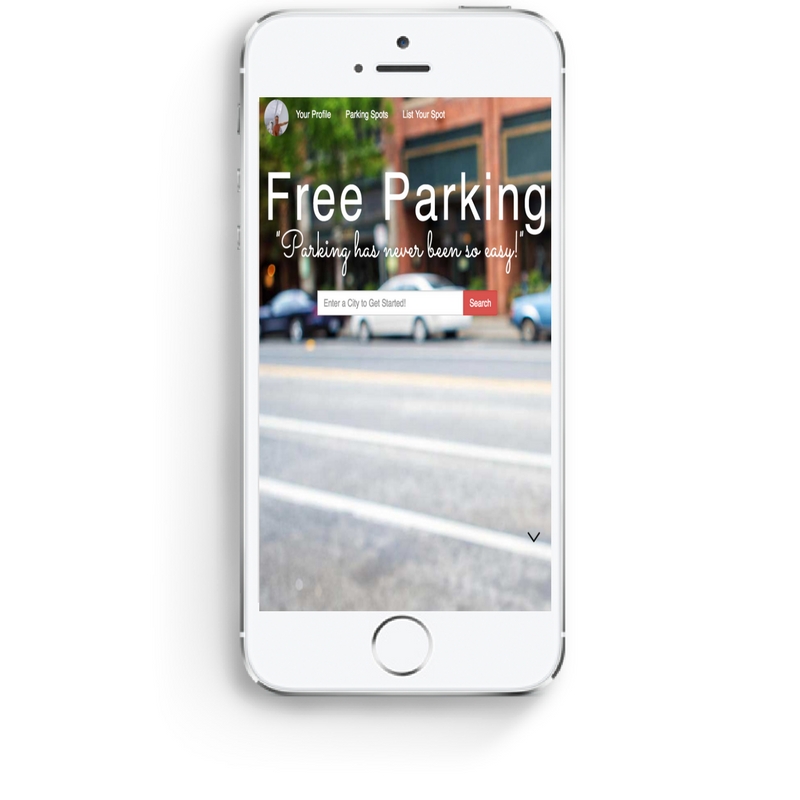 Your Profile Parking Spots List Your Spot
Free Parking
"Parking has never been so easy!"
Enter a City to Get Started! Search